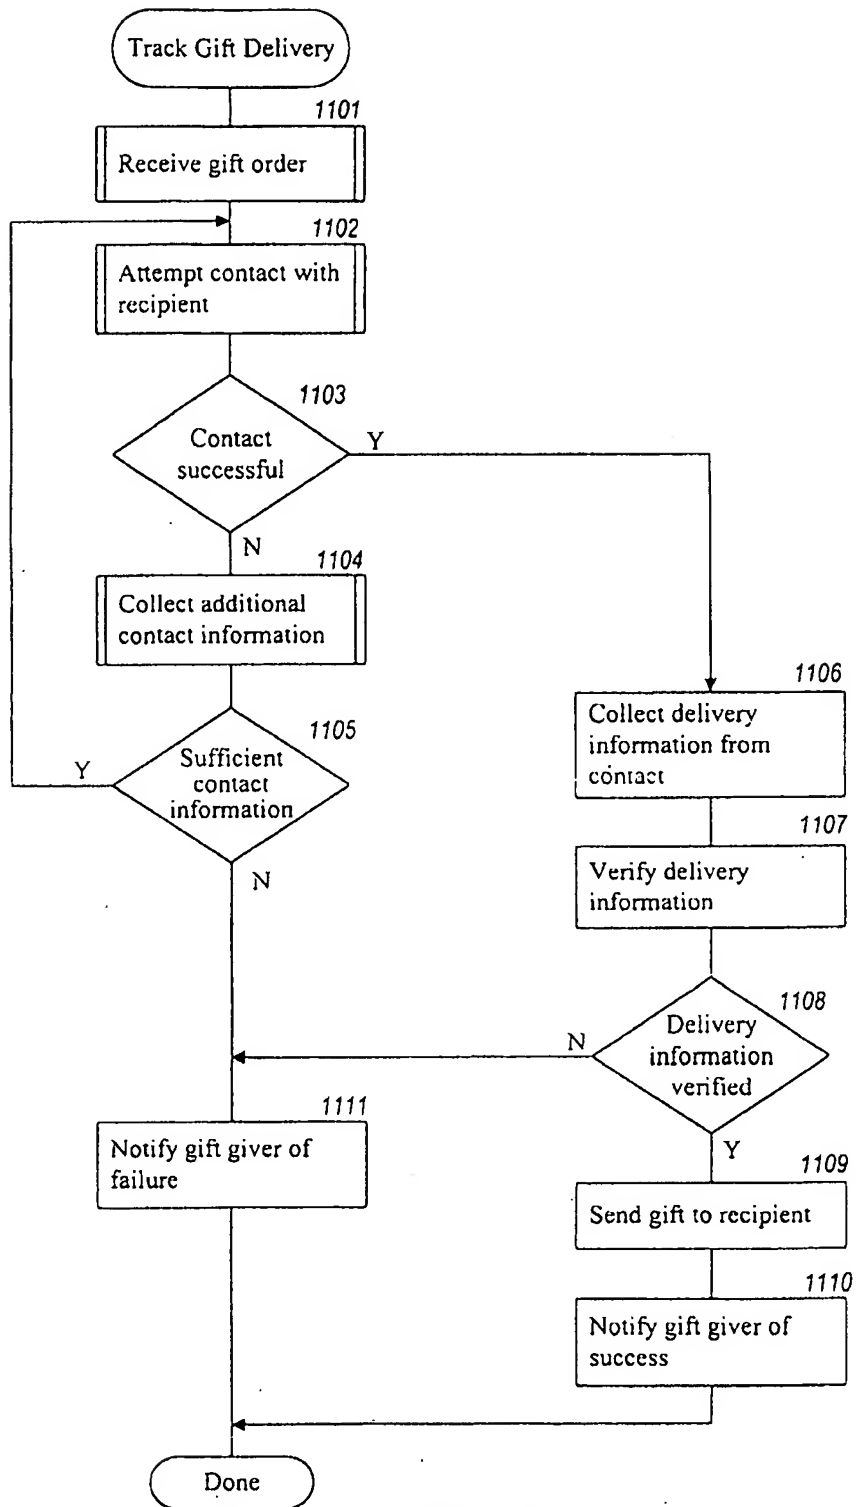 Track Gift Delivery
1101
Receive gift order
1102
Attempt contact with
recipient
1103
Contact
successful
Y
N
1104
Collect additional
contact information
1105
Sufficient
contact
information
Y
N
1106
Collect delivery
information from
contact
1107
Verify delivery
information
1108
Delivery
information
verified
N
Y
1111
Notify gift giver of
failure
1109
Send gift to recipient
1110
Notify gift giver of
success
Done